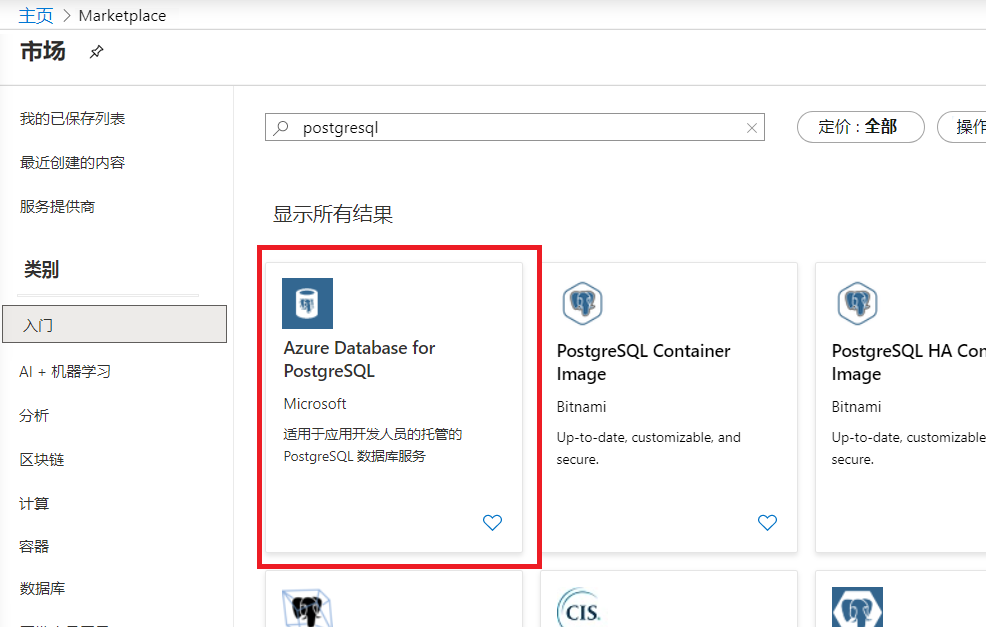 主页 > Marketplace
市场
我的已保存列表
最近创建的内容
服务提供商
类别
入门
AI + 机器学习
分析
区块链
计算
容器
数据库
postgresql
定价 : 全部
操作
显示所有结果
Azure Database for
PostgreSQL
Microsoft
适用于应用开发人员的托管的
PostgreSQL 数据库服务
PostgreSQL Container
Image
Bitnami
Up-to-date, customizable, and
secure.
PostgreSQL HA Con
Image
Bitnami
Up-to-date, customizable
secure.
CIS.